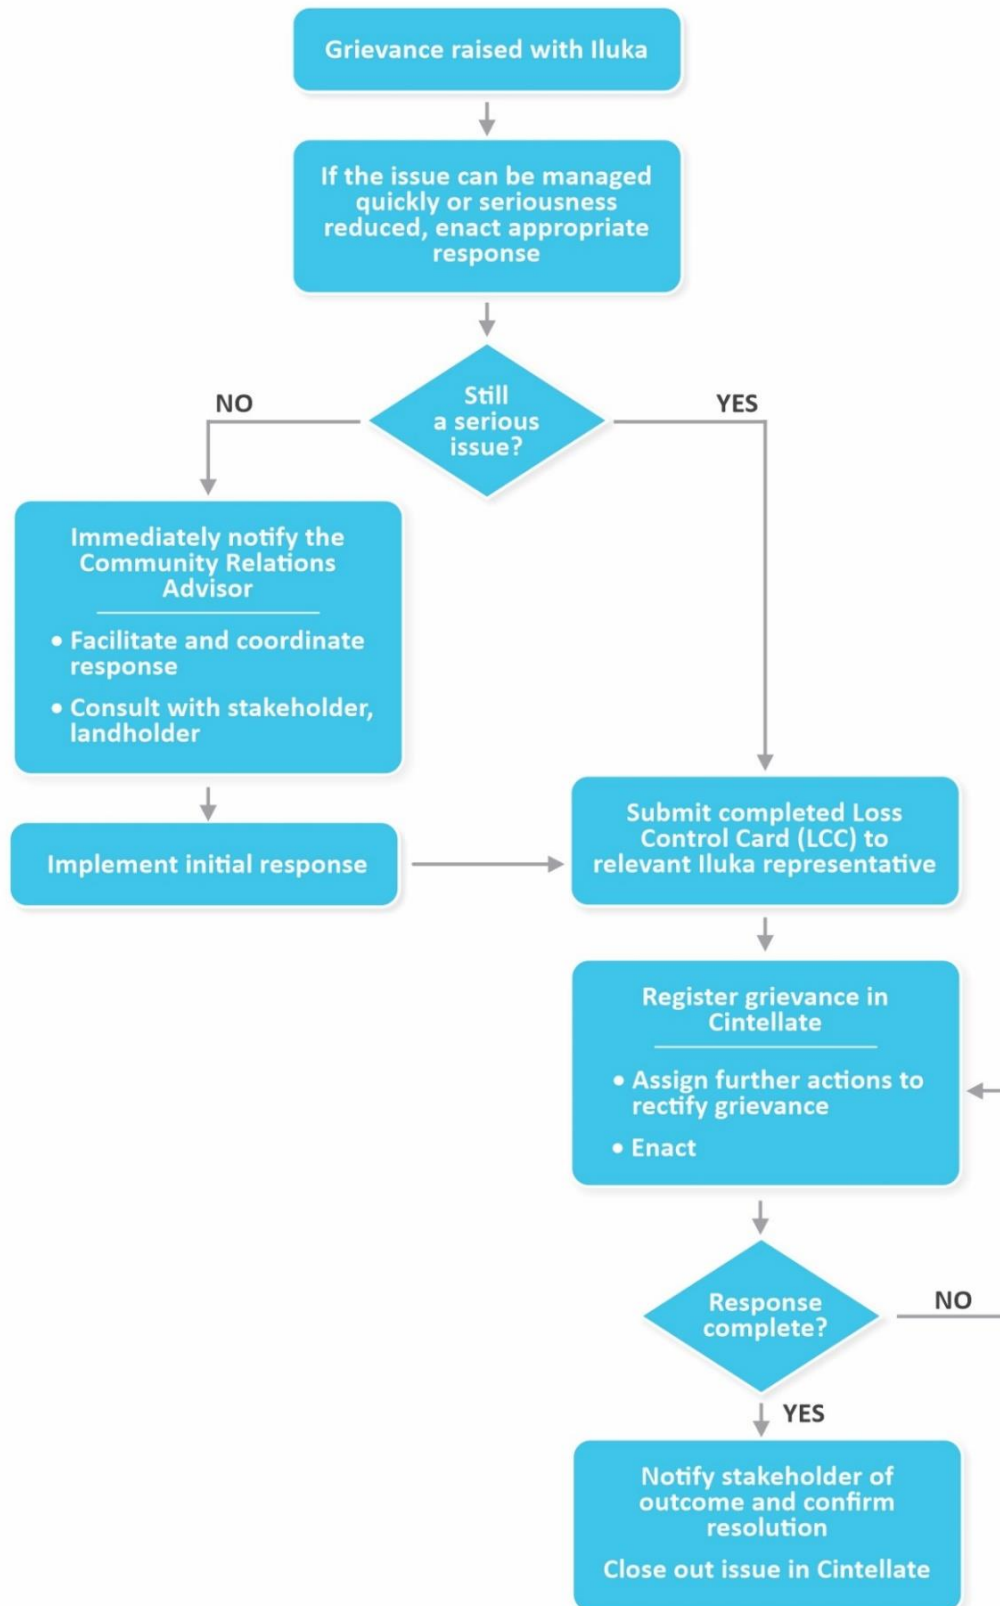 Grievance raised with Iluka
If the issue can be managed
quickly or seriousness
reduced, enact appropriate
response
Still
a serious
issue?
NO
YES
Immediately notify the
Community Relations
Advisor
• Facilitate and coordinate
response
• Consult with stakeholder,
landholder
Implement initial response
Submit completed Loss
Control Card (LCC) to
relevant Iluka representative
Register grievance in
Cintellate
• Assign further actions to
rectify grievance
• Enact
Response
complete?
NO
YES
Notify stakeholder of
outcome and confirm
resolution
Close out issue in Cintellate